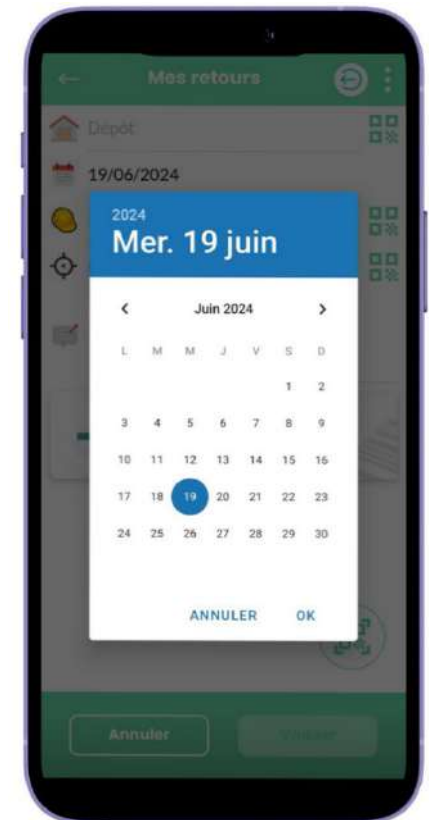 Mes retours
Dépôt
19/06/2024
2024
Mer. 19 juin
Juin 2024
L M M J V S D
1 2
3 4 5 6 7 8 9
10 11 12 13 14 15 16
17 18 19 20 21 22 23
24 25 26 27 28 29 30
ANNULER OK
Annuler Valider